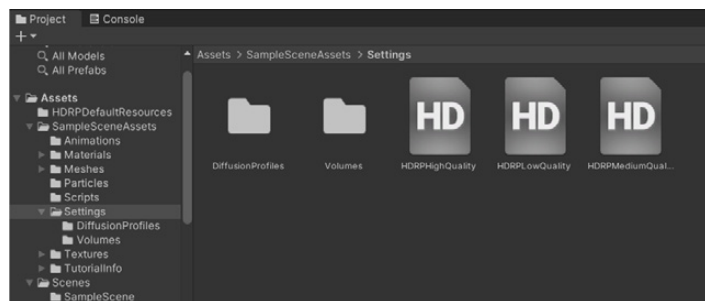 Project
Console
All Models
All Prefabs
Assets
HDRPDefaultResources
SampleSceneAssets
Animations
Materials
Meshes
Particles
Scripts
Settings
DiffusionProfiles
Volumes
Textures
TutorialInfo
Scenes
SampleScene
Assets > SampleSceneAssets > Settings
HD HD HD
DiffusionProfiles Volumes HDRPHighQuality HDRPLowQuality HDRPMediumQual...